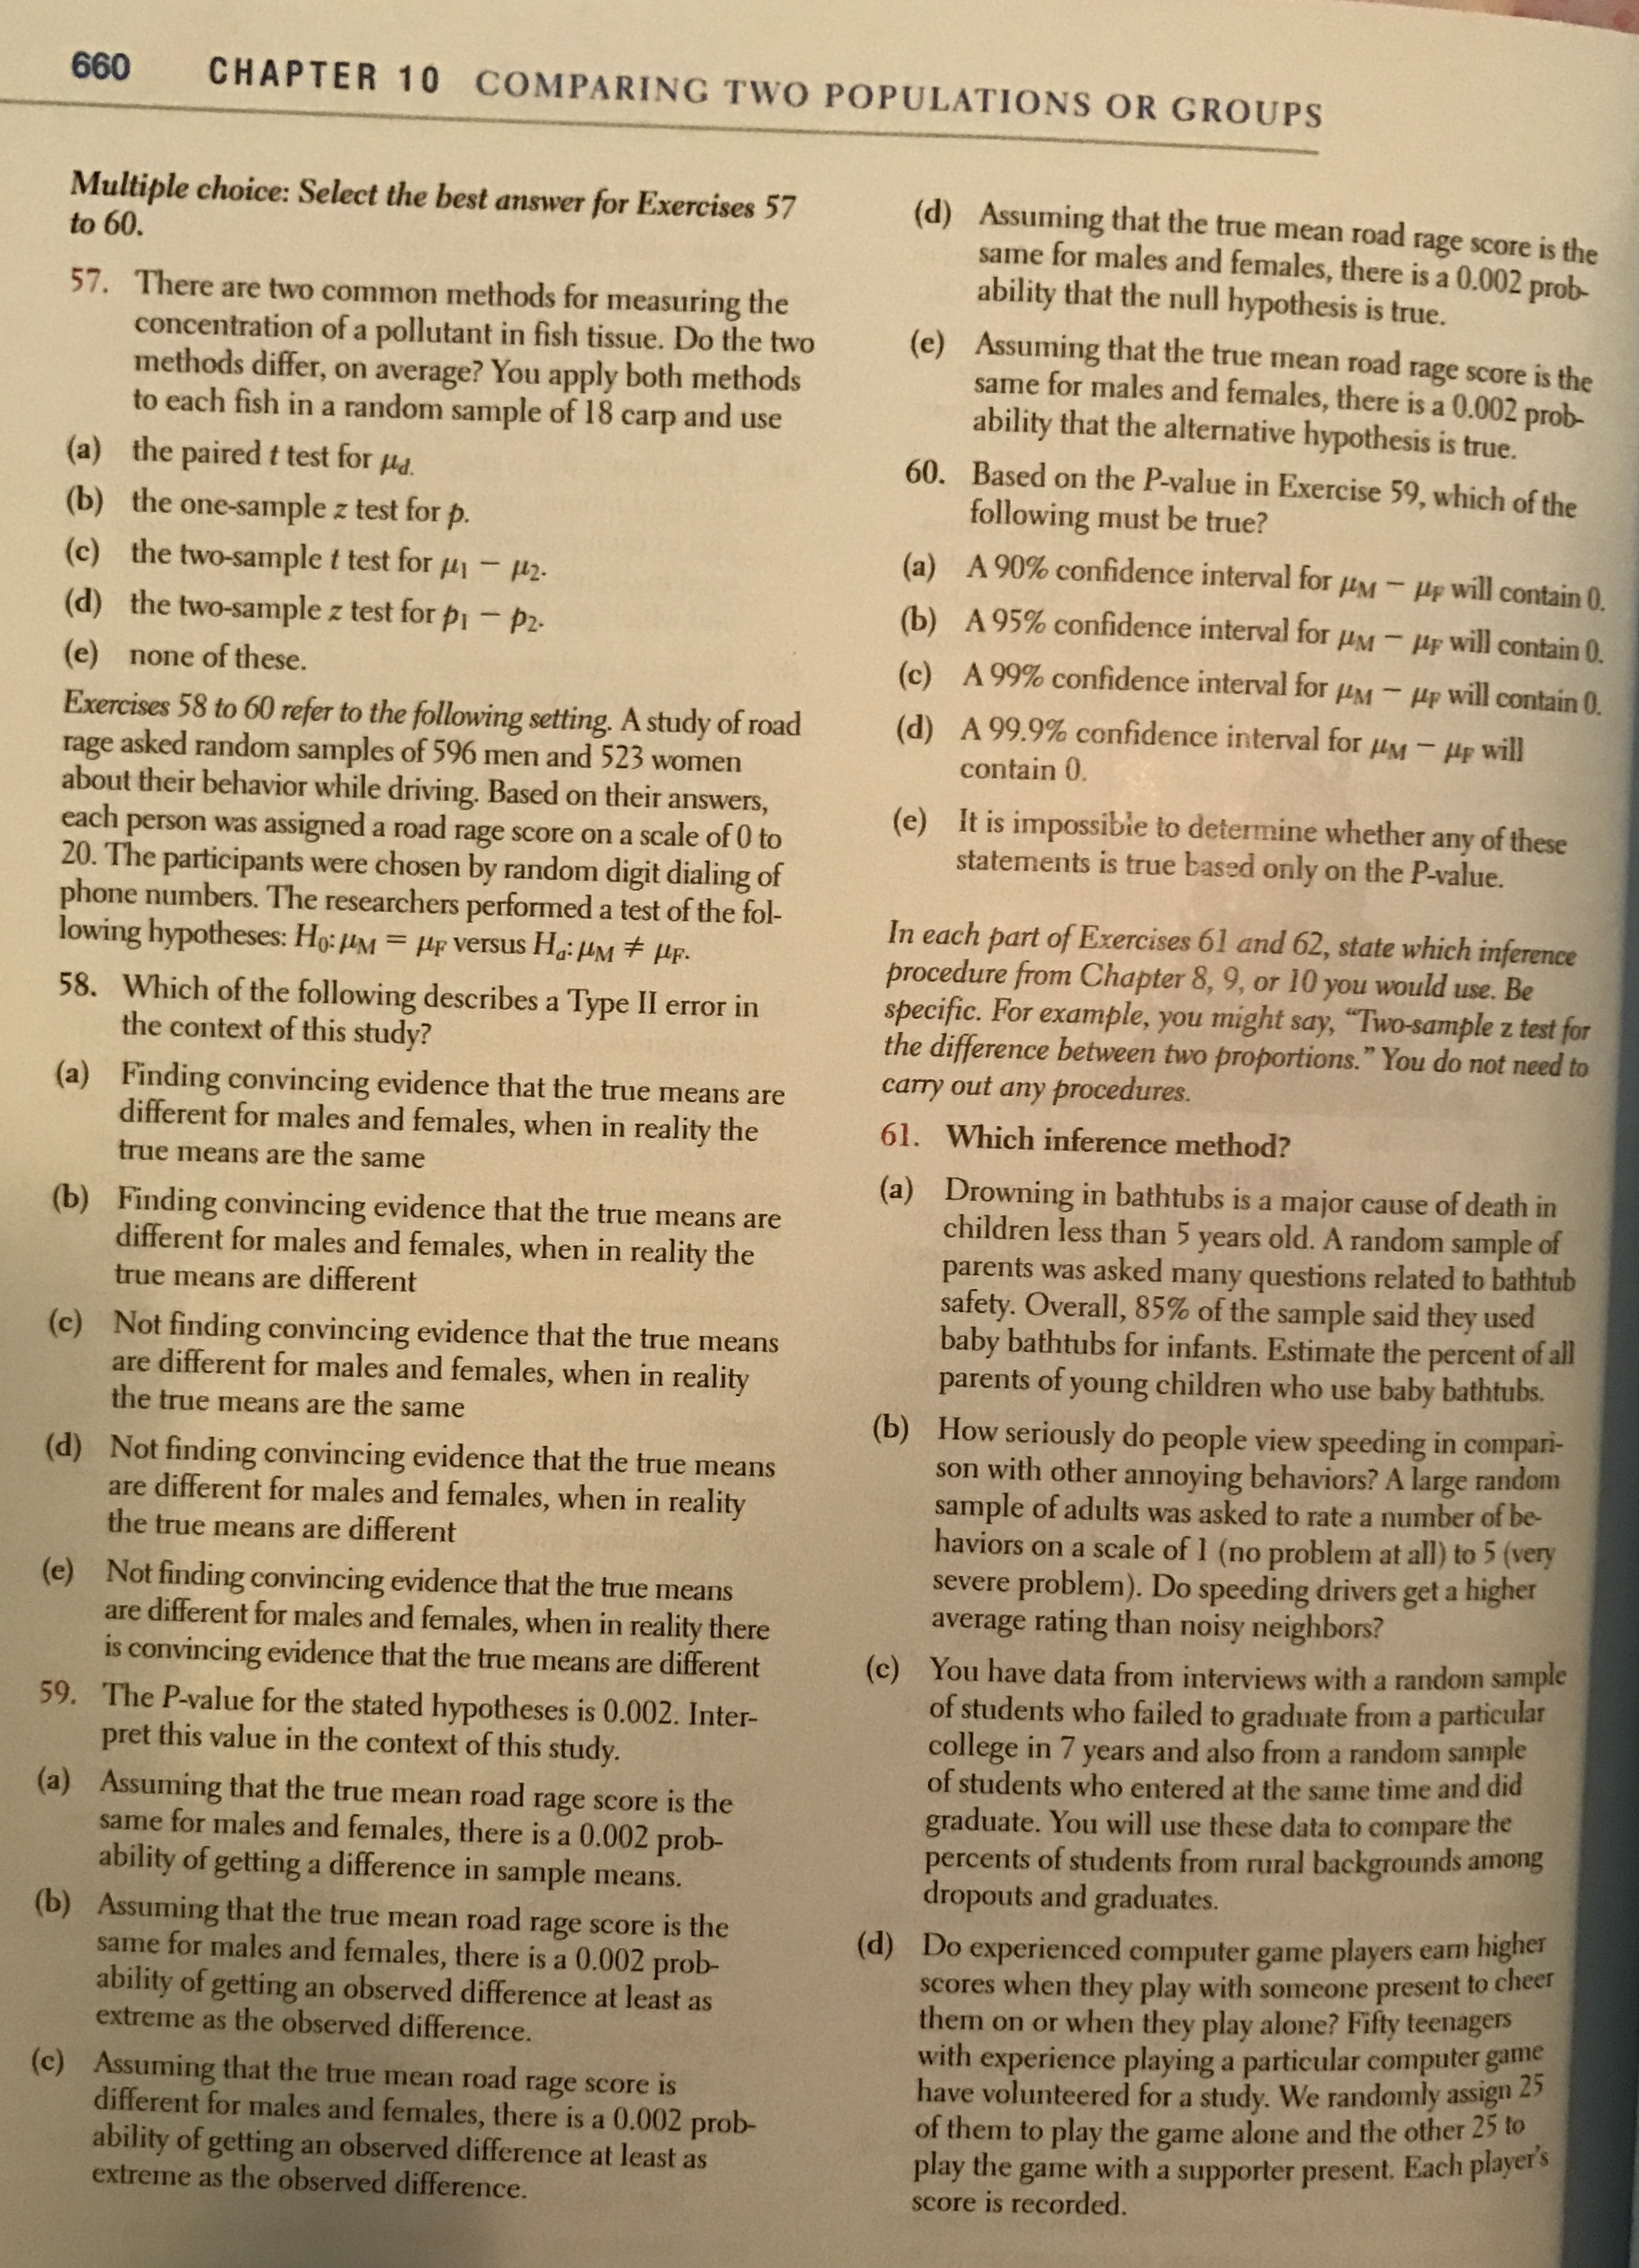 660 CHAPTER 10 COMPARING TWO POPULATIONS OR GROUPS
Multiple choice: Select the best answer for Exercises 57
to 60.
57. There are two common methods for measuring the
concentration of a pollutant in fish tissue. Do the two
methods differ, on average? You apply both methods
to each fish in a random sample of 18 carp and use
(a) the paired t test for μd.
(b) the one-sample z test for p.
(c) the two-sample t test for μ1 − μ2.
(d) the two-sample z test for p1 − p2.
(e) none of these.
Exercises 58 to 60 refer to the following setting. A study of road
rage asked random samples of 596 men and 523 women
about their behavior while driving. Based on their answers,
each person was assigned a road rage score on a scale of 0 to
20. The participants were chosen by random digit dialing of
phone numbers. The researchers performed a test of the fol-
lowing hypotheses: H0: μM = μF versus Ha: μM ≠ μF.
58. Which of the following describes a Type II error in
the context of this study?
(a) Finding convincing evidence that the true means are
different for males and females, when in reality the
true means are the same
(b) Finding convincing evidence that the true means are
different for males and females, when in reality the
true means are different
(c) Not finding convincing evidence that the true means
are different for males and females, when in reality
the true means are the same
(d) Not finding convincing evidence that the true means
are different for males and females, when in reality
the true means are different
(e) Not finding convincing evidence that the true means
are different for males and females, when in reality there
is convincing evidence that the true means are different
59. The P-value for the stated hypotheses is 0.002. Inter-
pret this value in the context of this study.
(a) Assuming that the true mean road rage score is the
same for males and females, there is a 0.002 prob-
ability of getting a difference in sample means.
(b) Assuming that the true mean road rage score is the
same for males and females, there is a 0.002 prob-
ability of getting an observed difference at least as
extreme as the observed difference.
(c) Assuming that the true mean road rage score is
different for males and females, there is a 0.002 prob-
ability of getting an observed difference at least as
extreme as the observed difference.
(d) Assuming that the true mean road rage score is the
same for males and females, there is a 0.002 prob-
ability that the null hypothesis is true.
(e) Assuming that the true mean road rage score is the
same for males and females, there is a 0.002 prob-
ability that the alternative hypothesis is true.
60. Based on the P-value in Exercise 59, which of the
following must be true?
(a) A 90% confidence interval for μM − μF will contain 0.
(b) A 95% confidence interval for μM − μF will contain 0.
(c) A 99% confidence interval for μM − μF will contain 0.
(d) A 99.9% confidence interval for μM − μF will
contain 0.
(e) It is impossible to determine whether any of these
statements is true based only on the P-value.
In each part of Exercises 61 and 62, state which inference
procedure from Chapter 8, 9, or 10 you would use. Be
specific. For example, you might say, “Two-sample z test for
the difference between two proportions.” You do not need to
carry out any procedures.
61. Which inference method?
(a) Drowning in bathtubs is a major cause of death in
children less than 5 years old. A random sample of
parents was asked many questions related to bathtub
safety. Overall, 85% of the sample said they used
baby bathtubs for infants. Estimate the percent of all
parents of young children who use baby bathtubs.
(b) How seriously do people view speeding in compari-
son with other annoying behaviors? A large random
sample of adults was asked to rate a number of be-
haviors on a scale of 1 (no problem at all) to 5 (very
severe problem). Do speeding drivers get a higher
average rating than noisy neighbors?
(c) You have data from interviews with a random sample
of students who failed to graduate from a particular
college in 7 years and also from a random sample
of students who entered at the same time and did
graduate. You will use these data to compare the
percents of students from rural backgrounds among
dropouts and graduates.
(d) Do experienced computer game players earn higher
scores when they play with someone present to cheer
them on or when they play alone? Fifty teenagers
with experience playing a particular computer game
have volunteered for a study. We randomly assign 25
of them to play the game alone and the other 25 to
play the game with a supporter present. Each player's
score is recorded.